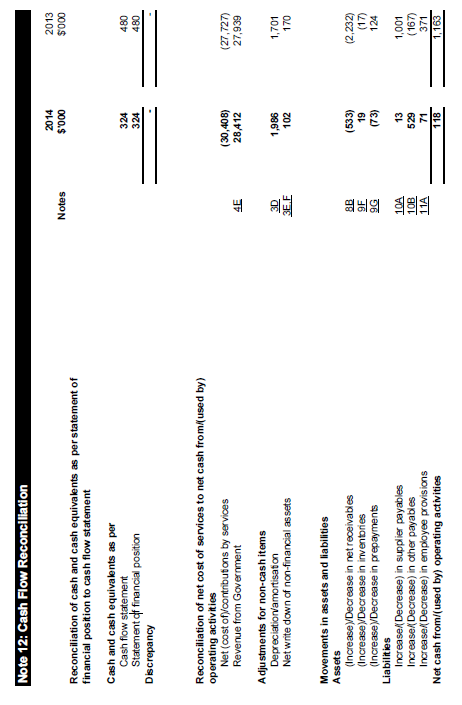 Note 12: Cash Flow Reconciliation
2014 2013
Notes $'000 $'000
Reconciliation of cash and cash equivalents as per statement of
financial position to cash flow statement
Cash and cash equivalents as per
Cash flow statement 324 480
Statement of financial position 324 480
Discrepancy - -
Reconciliation of net cost of services to net cash from/(used by)
operating activities
Net (cost of)/contributions by services (30,408) (27,727)
Revenue from Government 4E 28,412 27,939
Adjustments for non-cash items
Depreciation/amortisation 3D 1,986 1,701
Net write down of non-financial assets 3E,F 102 170
Movements in assets and liabilities
Assets
(Increase)/Decrease in net receivables 8B (533) (2,232)
(Increase)/Decrease in inventories 9F 19 (17)
(Increase)/Decrease in prepayments 9G (73) 124
Liabilities
Increase/(Decrease) in supplier payables 10A 13 1,001
Increase/(Decrease) in other payables 10B 529 (167)
Increase/(Decrease) in employee provisions 11A 71 371
Net cash from/(used by) operating activities 118 1,163